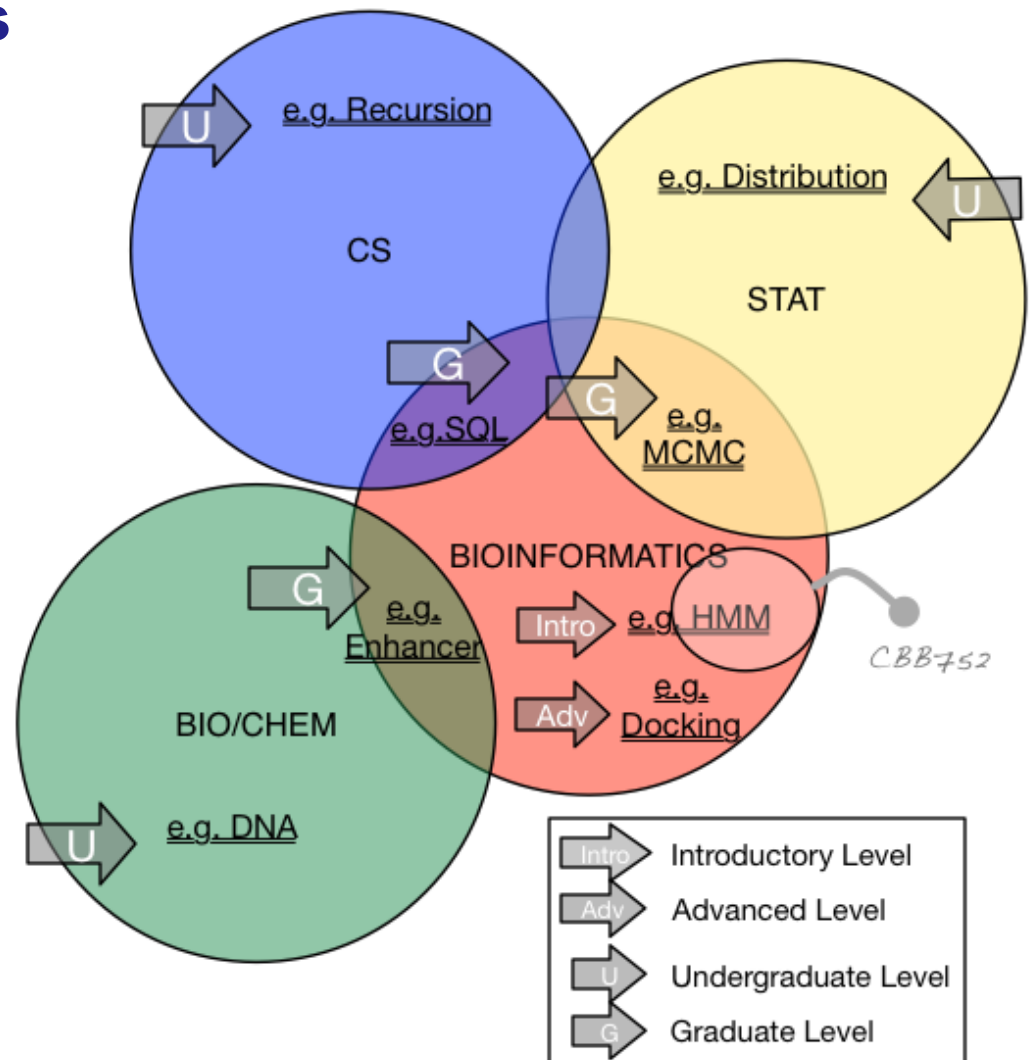 s
U
e.g. Recursion
e.g. Distribution
U
CS
STAT
G
e.g.SQL
G
e.g.
MCMC
BIOINFORMATICS
G
e.g.
Enhancer
Intro
e.g. HMM
CBB752
Adv
e.g.
Docking
BIO/CHEM
U
e.g. DNA
Intro Introductory Level
Adv Advanced Level
U Undergraduate Level
G Graduate Level